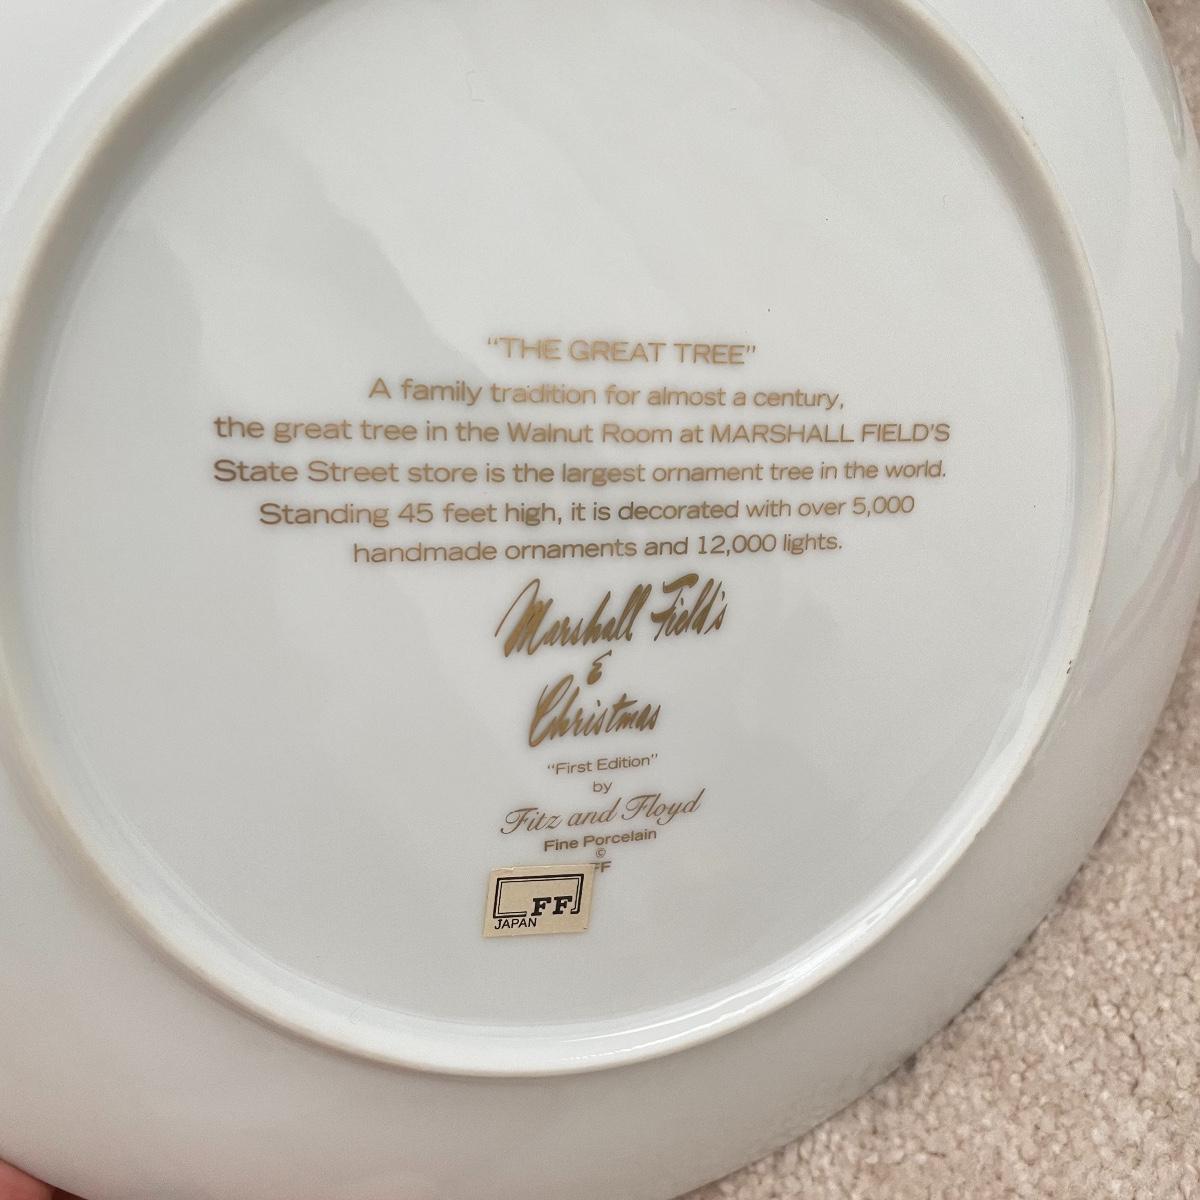 “THE GREAT TREE”
A family tradition for almost a century,
the great tree in the Walnut Room at MARSHALL FIELD'S
State Street store is the largest ornament tree in the world.
Standing 45 feet high, it is decorated with over 5,000
handmade ornaments and 12,000 lights.
Marshall Field's
&
Christmas
“First Edition”
by
Fitz and Floyd
Fine Porcelain
©
FF
FF
JAPAN